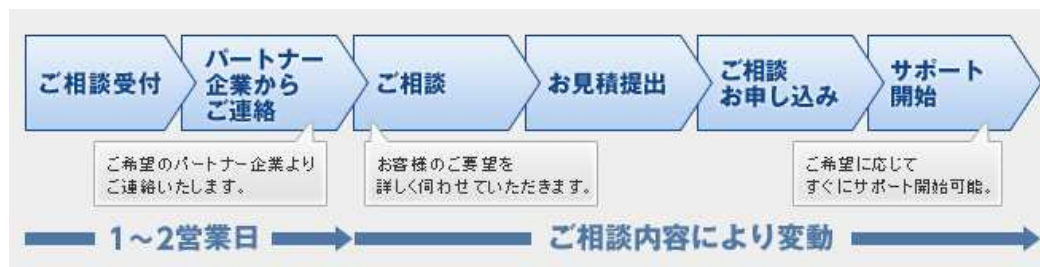 ご相談受付
パートナー
企業から
ご連絡
ご相談
お見積提出
ご相談
お申し込み
サポート
開始
ご希望のパートナー企業より
ご連絡いたします。
お客様のご要望を
詳しく伺わせていただきます。
ご希望に応じて
すぐにサポート開始可能。
1～2営業日
ご相談内容により変動